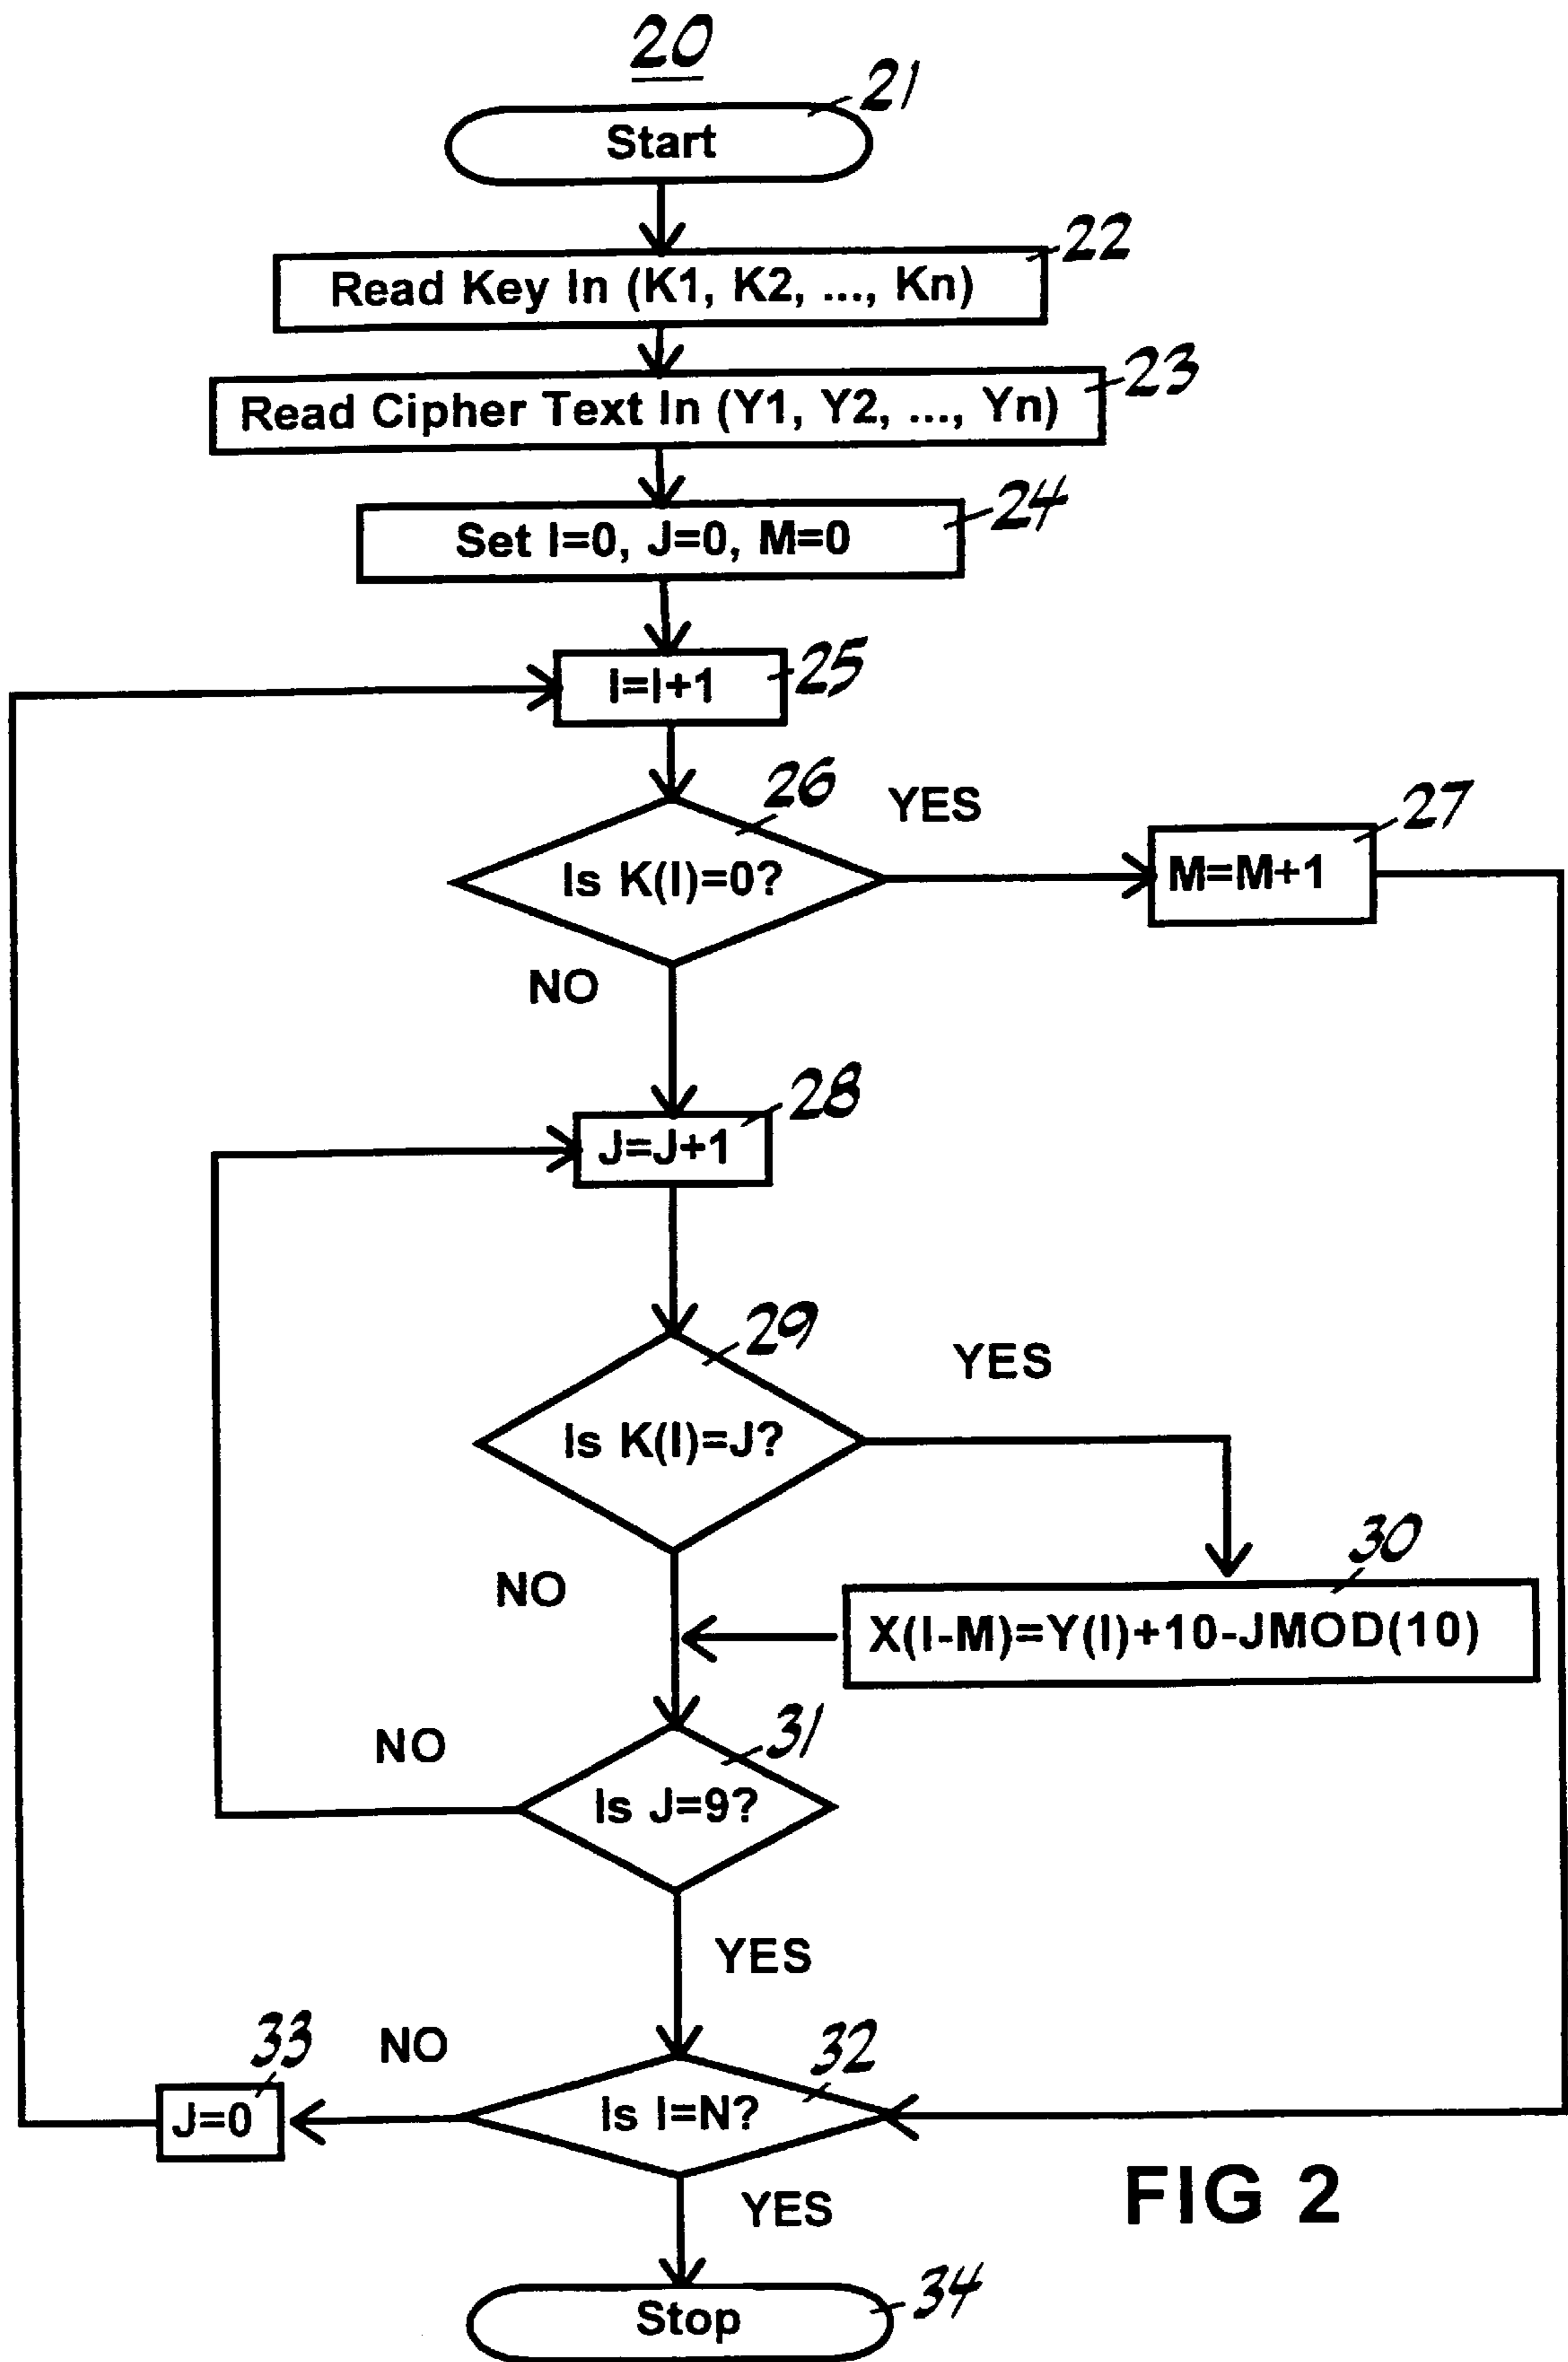 20
21
Start
22
Read Key In (K1, K2, ..., Kn)
23
Read Cipher Text In (Y1, Y2, ..., Yn)
24
Set I=0, J=0, M=0
25
I=I+1
26
YES
27
Is K(I)=0?
M=M+1
NO
28
J=J+1
29
YES
Is K(I)=J?
30
NO
X(I-M)=Y(I)+10-JMOD(10)
31
NO
Is J=9?
YES
33
NO
32
J=0
Is I=N?
FIG 2
YES
34
Stop